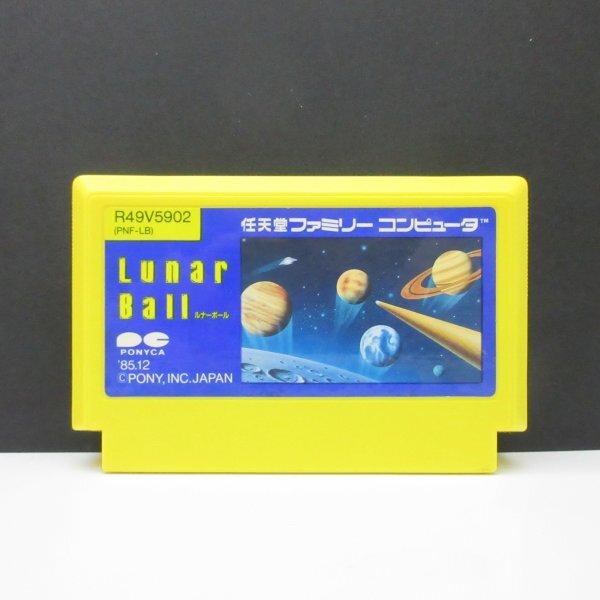 R49V5902
(PNF-LB)
任天堂 ファミリー コンピュータ™
Lunar
Ball ルナーボール
PC
PONYCA
'85.12
©PONY, INC. JAPAN